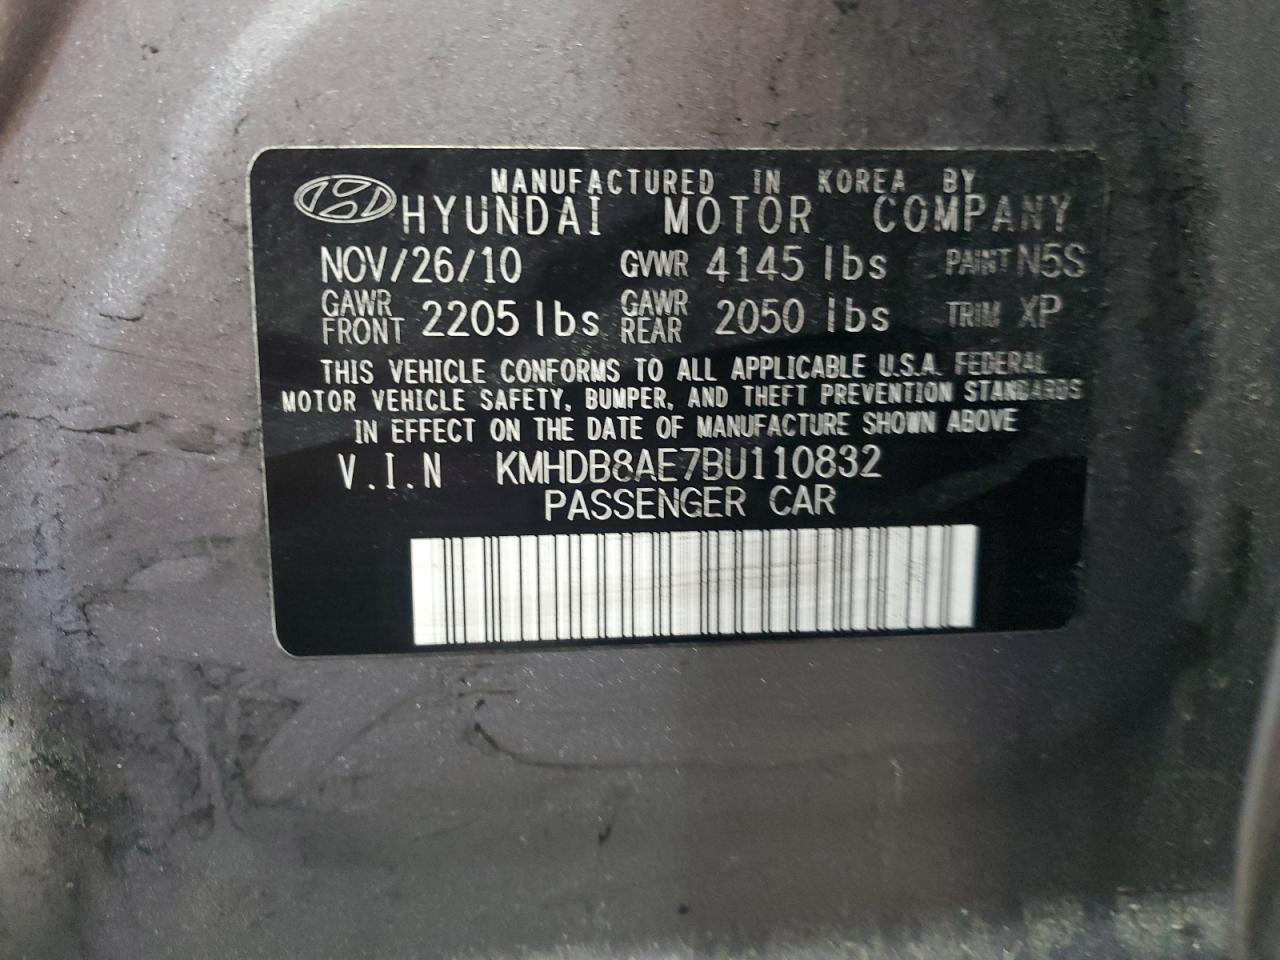 MANUFACTURED IN KOREA BY
HYUNDAI MOTOR COMPANY
NOV/26/10 GVWR 4145 lbs PAINT N5S
GAWR FRONT 2205 lbs GAWR REAR 2050 lbs TRIM XP
THIS VEHICLE CONFORMS TO ALL APPLICABLE U.S.A. FEDERAL
MOTOR VEHICLE SAFETY, BUMPER, AND THEFT PREVENTION STANDARDS
IN EFFECT ON THE DATE OF MANUFACTURE SHOWN ABOVE
V.I.N KMHDB8AE7BU110832
PASSENGER CAR